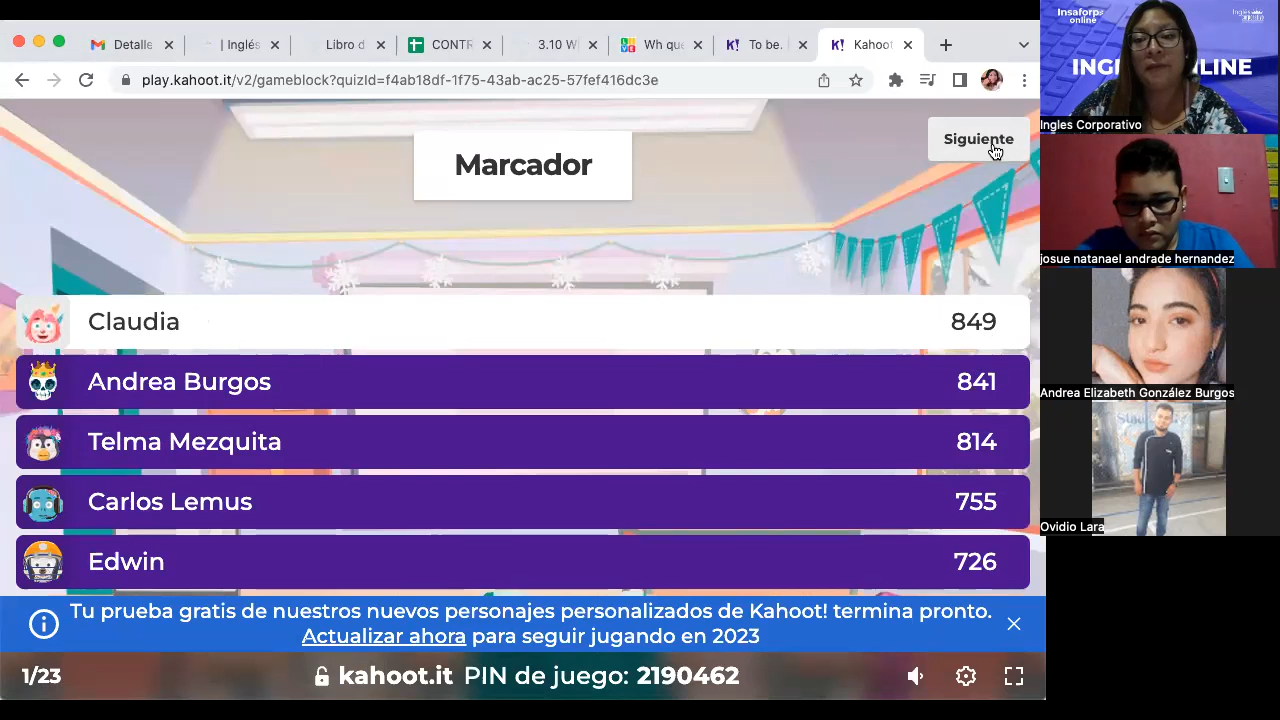 Detalle
| Inglés
Libro d
CONTR
3.10 W
Wh que
To be.
Kahoot
play.kahoot.it/v2/gameblock?quizId=f4ab18df-1f75-43ab-ac25-57fef416dc3e
Siguiente
Marcador
Claudia 849
Andrea Burgos 841
Telma Mezquita 814
Carlos Lemus 755
Edwin 726
Tu prueba gratis de nuestros nuevos personajes personalizados de Kahoot! termina pronto.
Actualizar ahora para seguir jugando en 2023
1/23
kahoot.it PIN de juego: 2190462
Insaforp
online
Ingles Corporativo
josue natanael andrade hernandez
Andrea Elizabeth González Burgos
Ovidio Lara